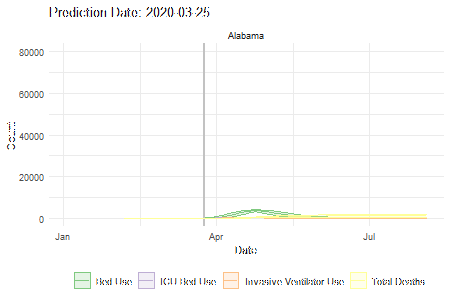 Prediction Date: 2020-03-25
Alabama
80000
60000
40000
20000
0
Count
Jan Apr Jul
Date
Bed Use ICU Bed Use Invasive Ventilator Use Total Deaths